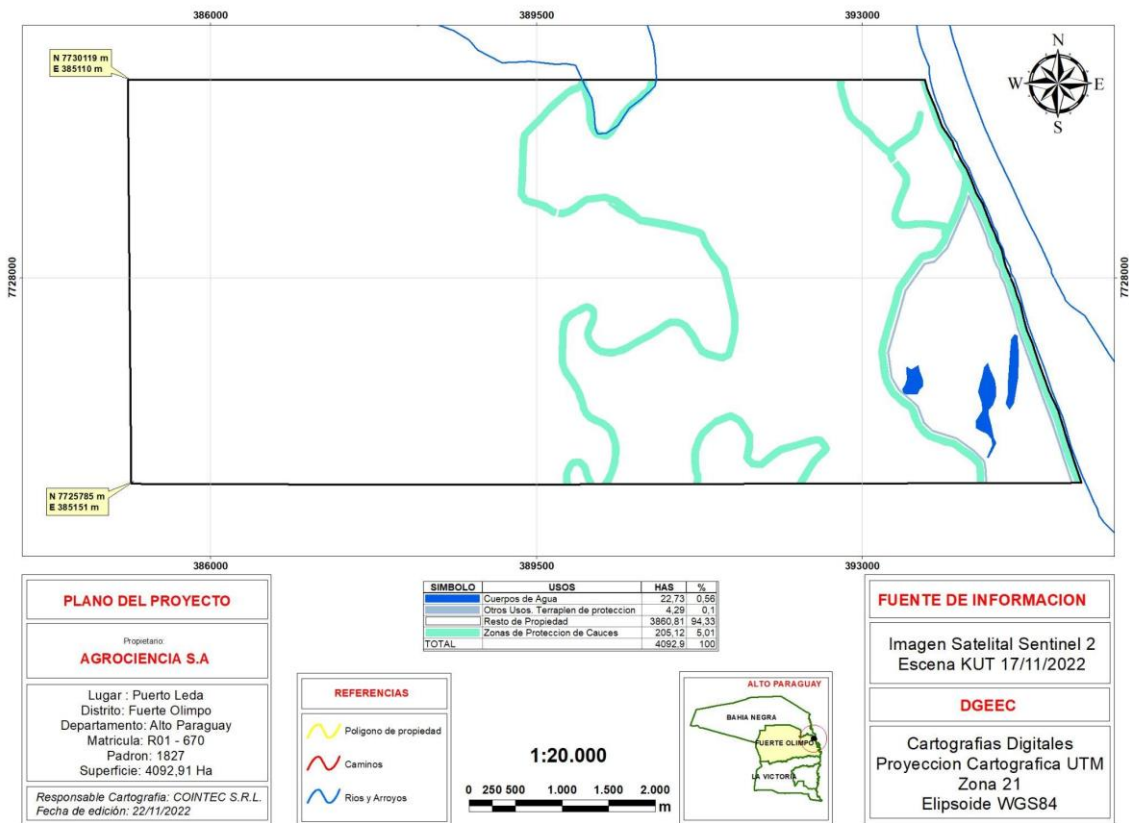 386000 389500 393000
N 7730119 m
E 385110 m
N
W E
S
7728000 7728000
N 7725785 m
E 385151 m
386000 389500 393000
PLANO DEL PROYECTO
Propietario:
AGROCIENCIA S.A
Lugar : Puerto Leda
Distrito: Fuerte Olimpo
Departamento: Alto Paraguay
Matricula: R01 - 670
Padron: 1827
Superficie: 4092,91 Ha
Responsable Cartografia: COINTEC S.R.L.
Fecha de edición: 22/11/2022
SIMBOLO USOS HAS %
Cuerpos de Agua 22,73 0,56
Otros Usos. Terraplen de proteccion 4,29 0,1
Resto de Propiedad 3860,81 94,33
Zonas de Proteccion de Cauces 205,12 5,01
TOTAL 4092,9 100
REFERENCIAS
Poligono de propiedad
Caminos
Rios y Arroyos
1:20.000
0 250 500 1.000 1.500 2.000
m
ALTO PARAGUAY
BAHIA NEGRA
FUERTE OLIMPO
LA VICTORIA
FUENTE DE INFORMACION
Imagen Satelital Sentinel 2
Escena KUT 17/11/2022
DGEEC
Cartografias Digitales
Proyeccion Cartografica UTM
Zona 21
Elipsoide WGS84